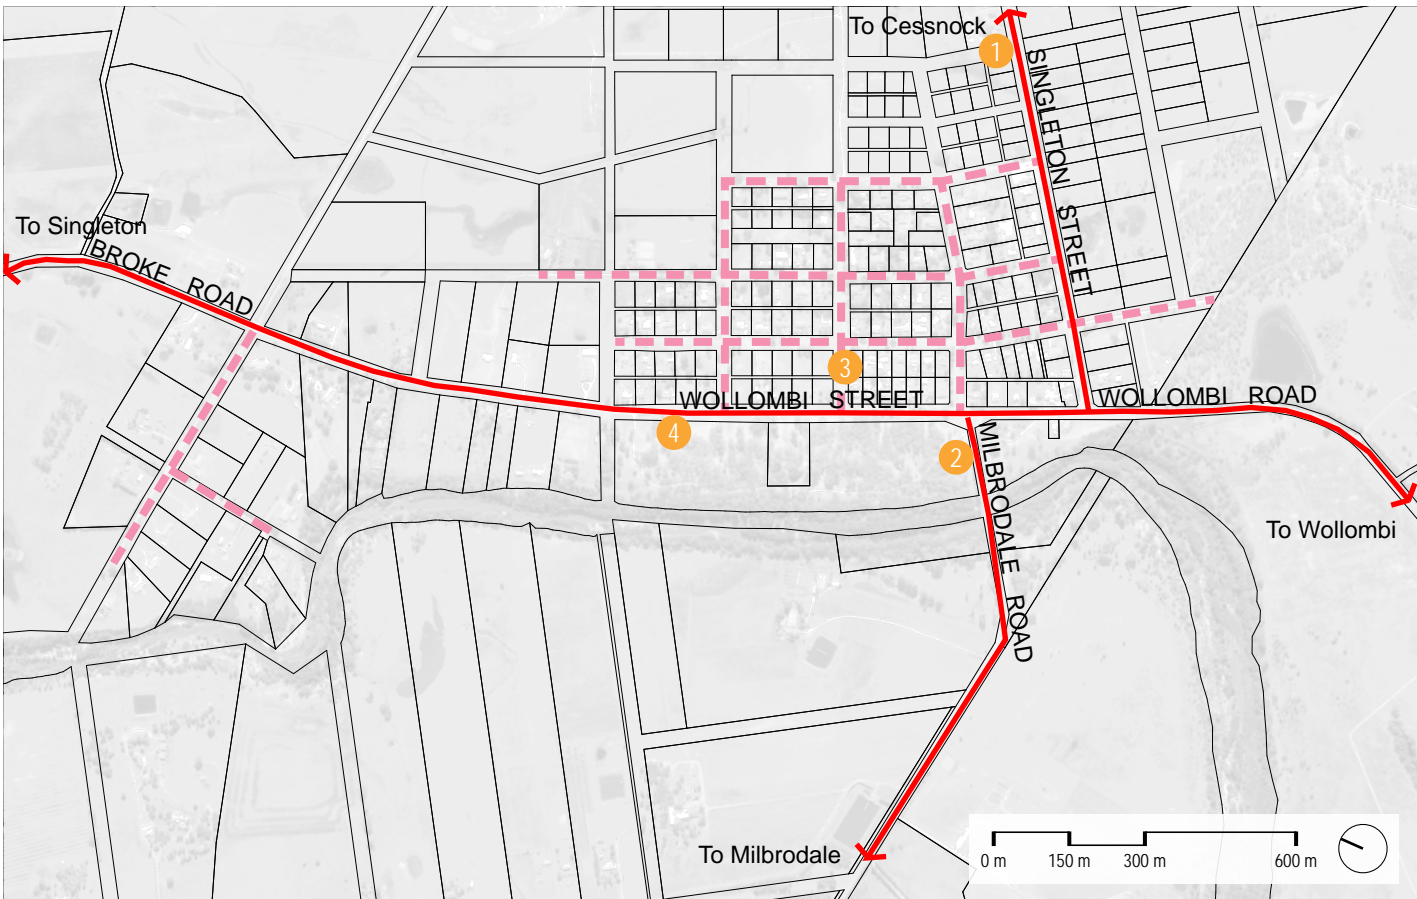 To Cessnock
1
SINGLETON STREET
To Singleton
BROKE ROAD
3
WOLLOMBI STREET
WOLLOMBI ROAD
4
2
MILBRODALE ROAD
To Wollombi
To Milbrodale
0 m 150 m 300 m 600 m